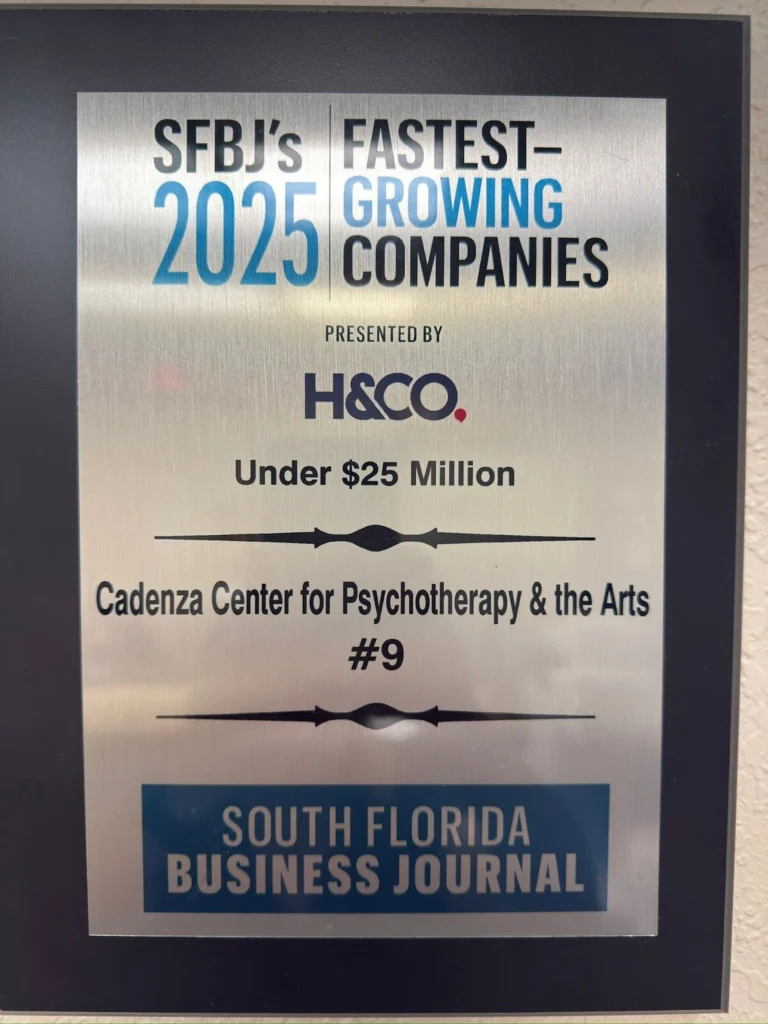 SFBJ's
2025
FASTEST–
GROWING
COMPANIES
PRESENTED BY
H&CO.
Under $25 Million
Cadenza Center for Psychotherapy & the Arts
#9
SOUTH FLORIDA
BUSINESS JOURNAL